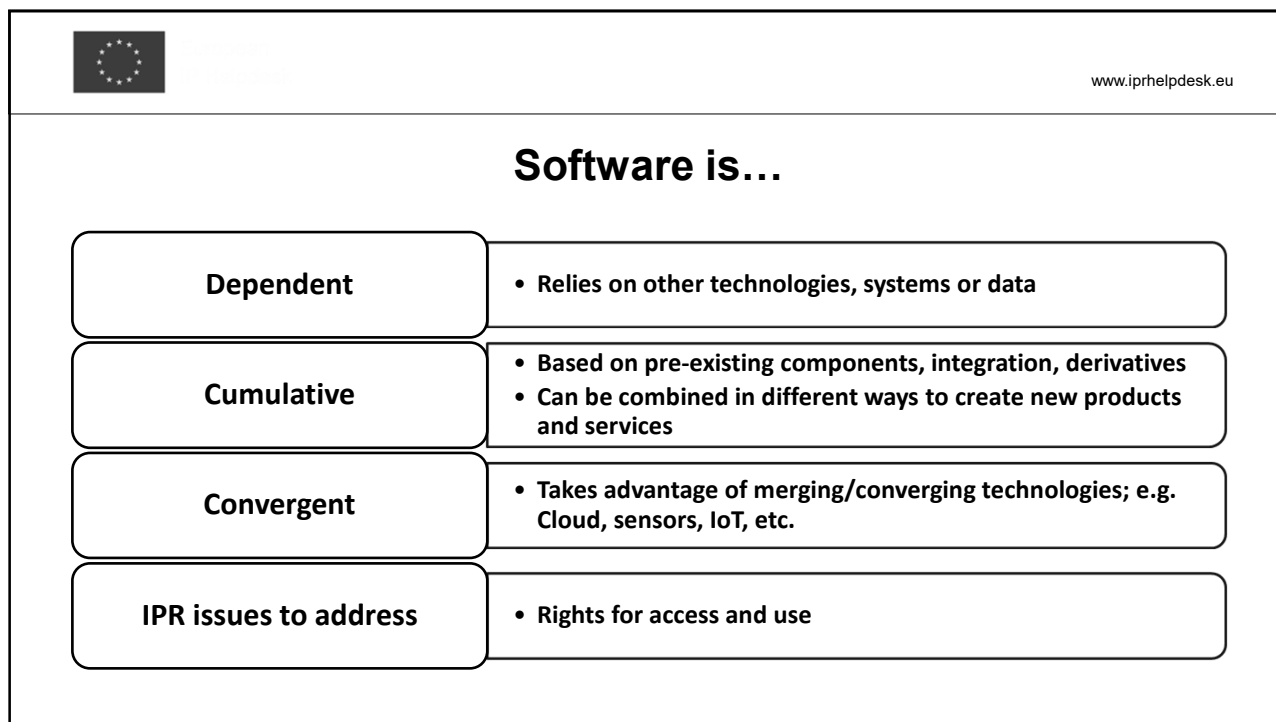 www.iprhelpdesk.eu
Software is…
Dependent
• Relies on other technologies, systems or data
Cumulative
• Based on pre-existing components, integration, derivatives
• Can be combined in different ways to create new products
and services
Convergent
• Takes advantage of merging/converging technologies; e.g.
Cloud, sensors, IoT, etc.
IPR issues to address
• Rights for access and use